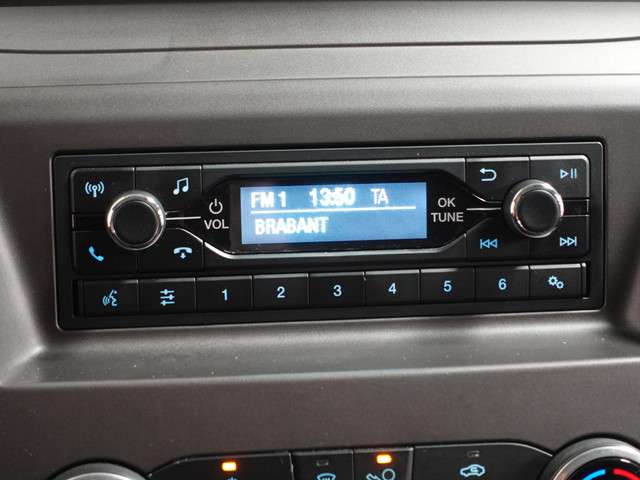 FM 1 13:50 TA
BRABANT
VOL
OK
TUNE
1 2 3 4 5 6